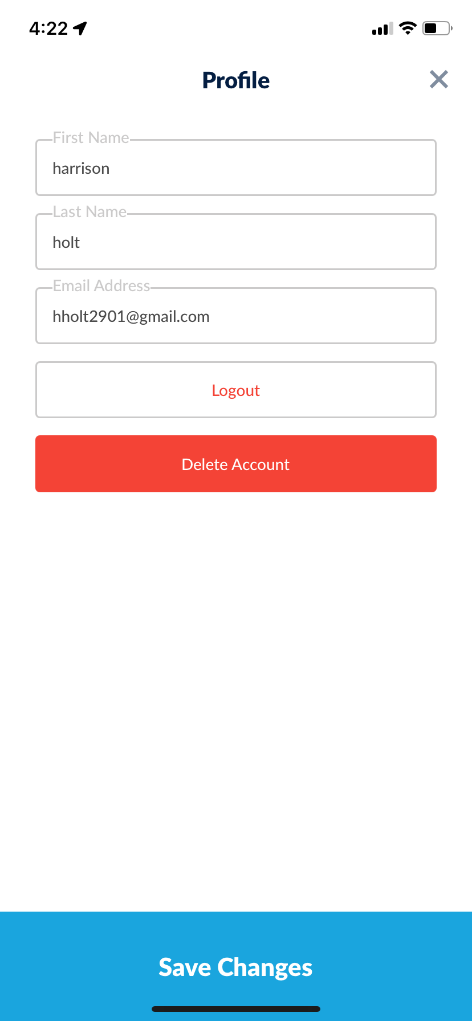 4:22
Profile
First Name
harrison
Last Name
holt
Email Address
hholt2901@gmail.com
Logout
Delete Account
Save Changes